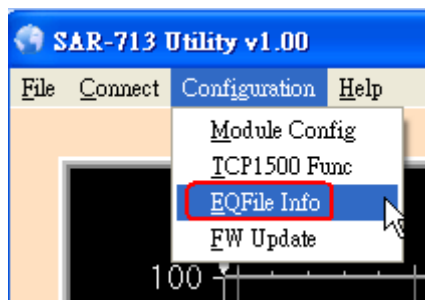 SAR-713 Utility v1.00
File Connect Configuration Help
Module Config
TCP1500 Func
EQFile Info
FW Update
100